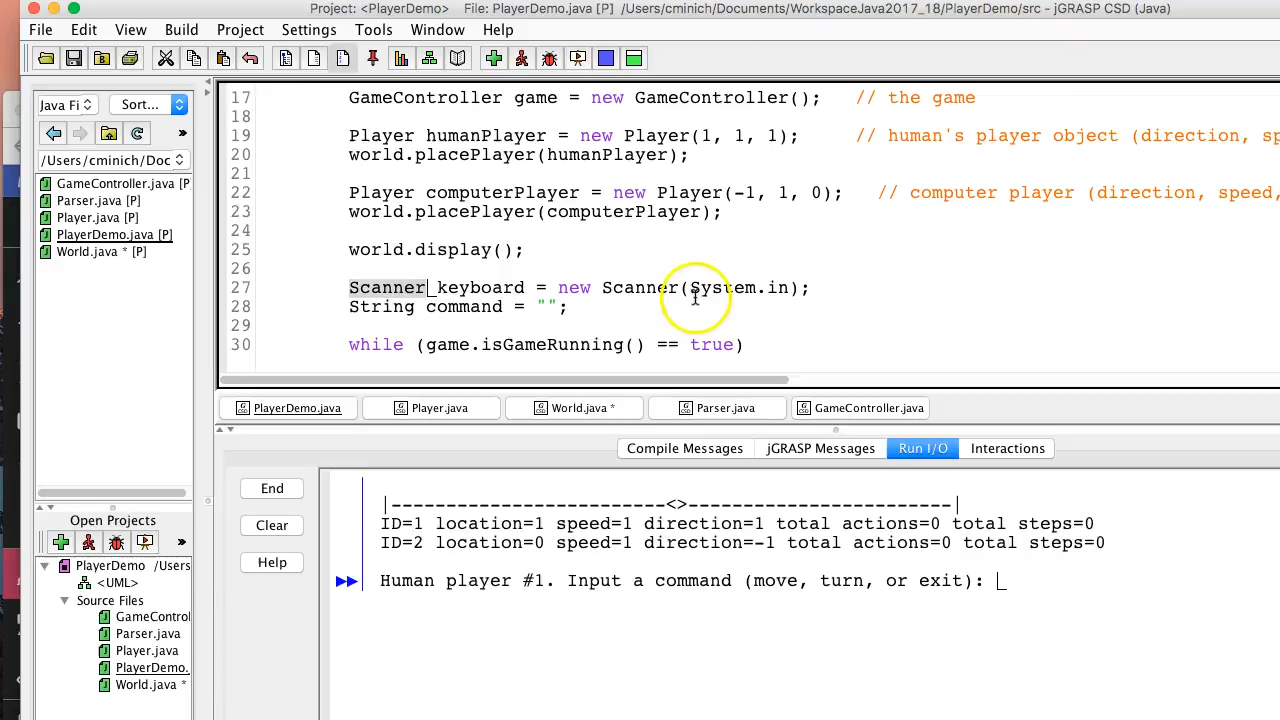 Project: <PlayerDemo>   File: PlayerDemo.java [P]  /Users/cminich/Documents/WorkspaceJava2017_18/PlayerDemo/src - jGRASP CSD (Java)
File Edit View Build Project Settings Tools Window Help
Java Fi
Sort...
/Users/cminich/Doc
GameController.java [P]
Parser.java [P]
Player.java [P]
PlayerDemo.java [P]
World.java * [P]
17 GameController game = new GameController();   // the game
18
19 Player humanPlayer = new Player(1, 1, 1);     // human's player object (direction, sp
20 world.placePlayer(humanPlayer);
21
22 Player computerPlayer = new Player(-1, 1, 0);   // computer player (direction, speed,
23 world.placePlayer(computerPlayer);
24
25 world.display();
26
27 Scanner keyboard = new Scanner(System.in);
28 String command = "";
29
30 while (game.isGameRunning() == true)
PlayerDemo.java Player.java World.java * Parser.java GameController.java
Compile Messages jGRASP Messages Run I/O Interactions
End
Clear
Help
|-------------------------<>------------------------|
ID=1 location=1 speed=1 direction=1 total actions=0 total steps=0
ID=2 location=0 speed=1 direction=-1 total actions=0 total steps=0
Human player #1. Input a command (move, turn, or exit):
Open Projects
PlayerDemo /Users
<UML>
Source Files
GameControl
Parser.java
Player.java
PlayerDemo.
World.java *